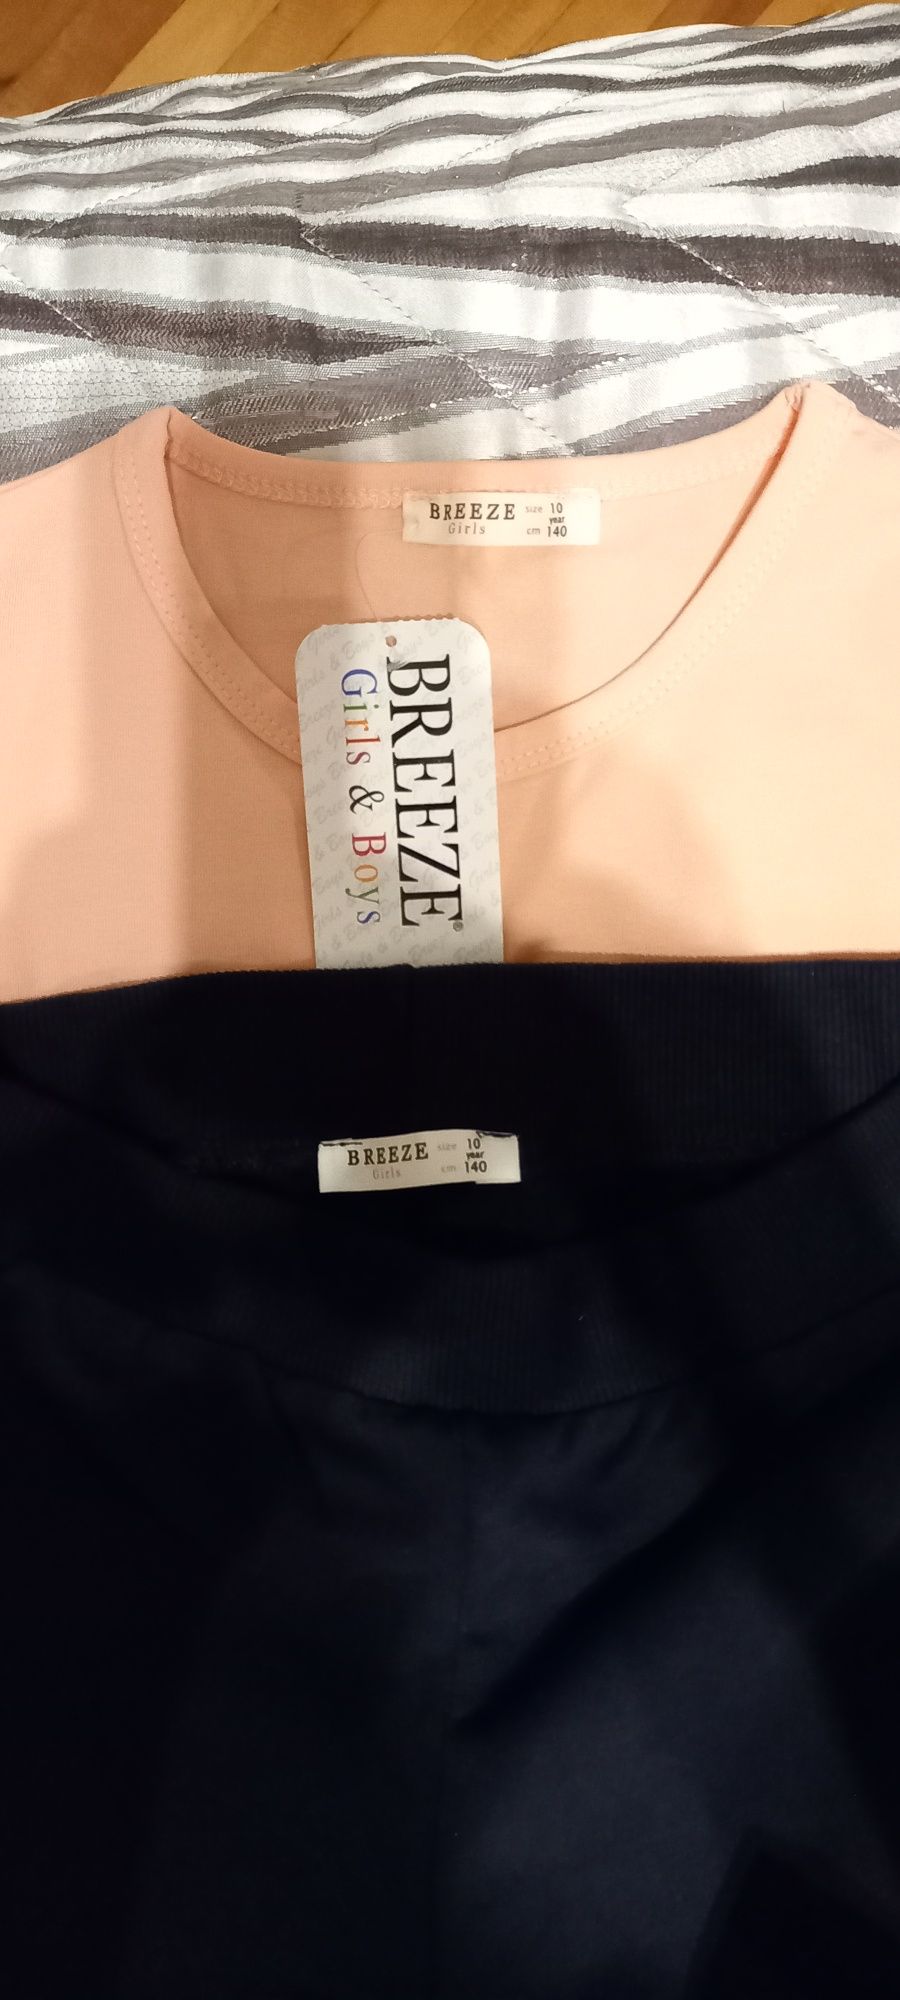 BREEZE size 10
year
Girls cm 140
BREEZE®
Girls & Boys
BREEZE size 10
year
Girls cm 140